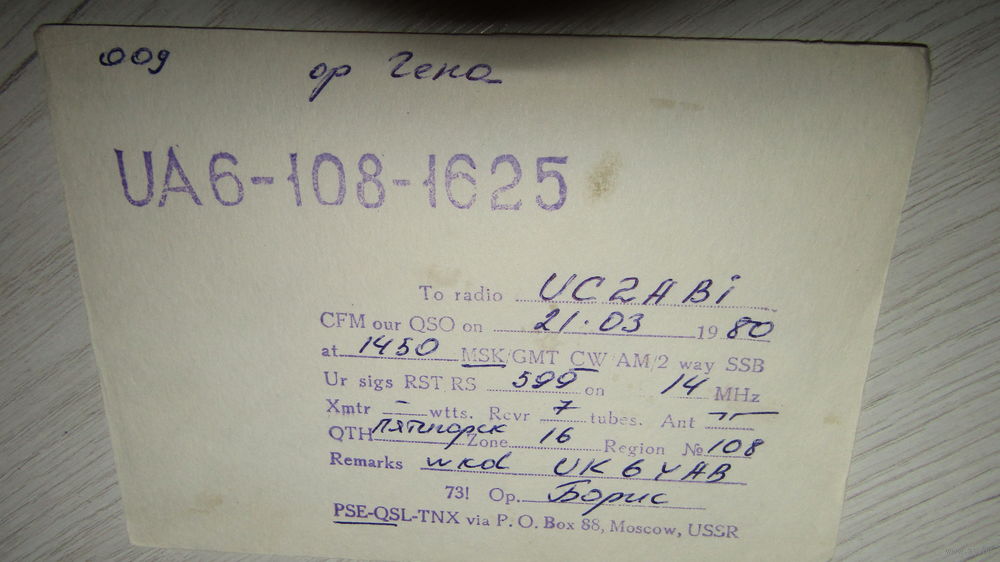 009 ор Гена
UA6-108-1625
To radio UC2ABi
CFM our QSO on 21.03 1980
at 1450 MSK/GMT CW/AM/2 way SSB
Ur sigs RST RS 599 on 14 MHz
Xmtr - wtts. Rcvr 7 tubes. Ant
QTH Пятигорск Zone 16 Region № 108
Remarks wkd UK6YAB
73! Op. Борис
PSE-QSL-TNX via P. O. Box 88, Moscow, USSR